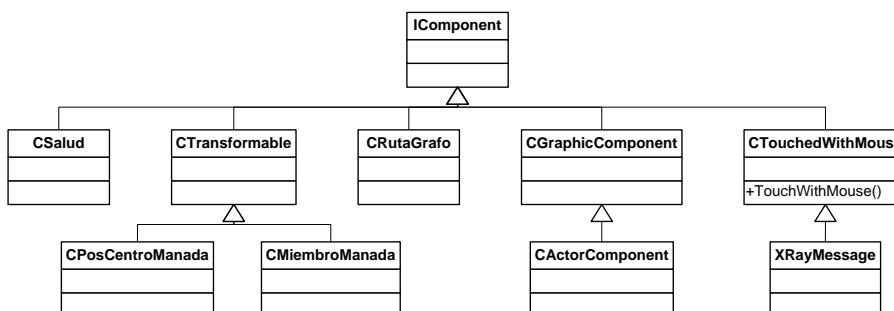 IComponent
CSalud
CTransformable
CRutaGrafo
CGraphicComponent
CTouchedWithMous
+TouchWithMouse()
CPosCentroManada
CMiembroManada
CActorComponent
XRayMessage